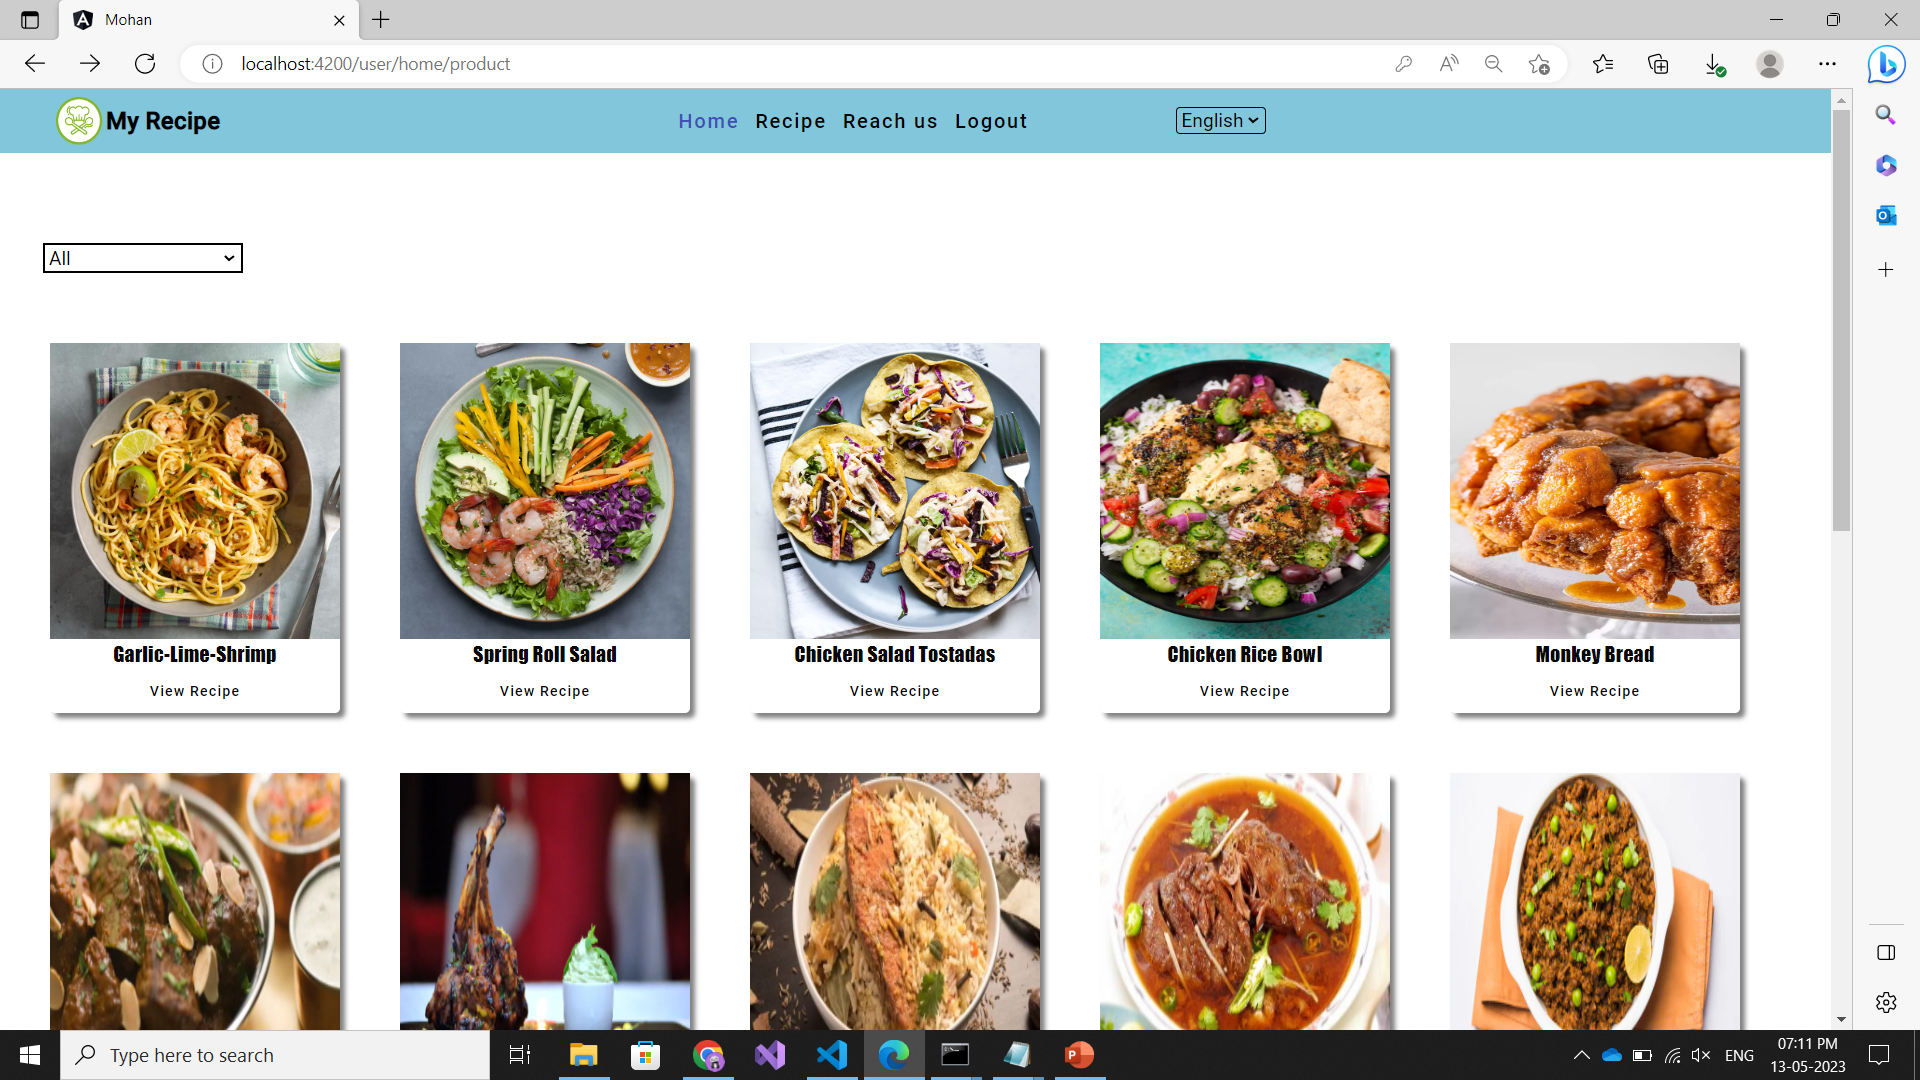 Mohan
localhost:4200/user/home/product
My Recipe
Home Recipe Reach us Logout
English
All
Garlic-Lime-Shrimp
View Recipe
Spring Roll Salad
View Recipe
Chicken Salad Tostadas
View Recipe
Chicken Rice Bowl
View Recipe
Monkey Bread
View Recipe
Type here to search
ENG
07:11 PM
13-05-2023